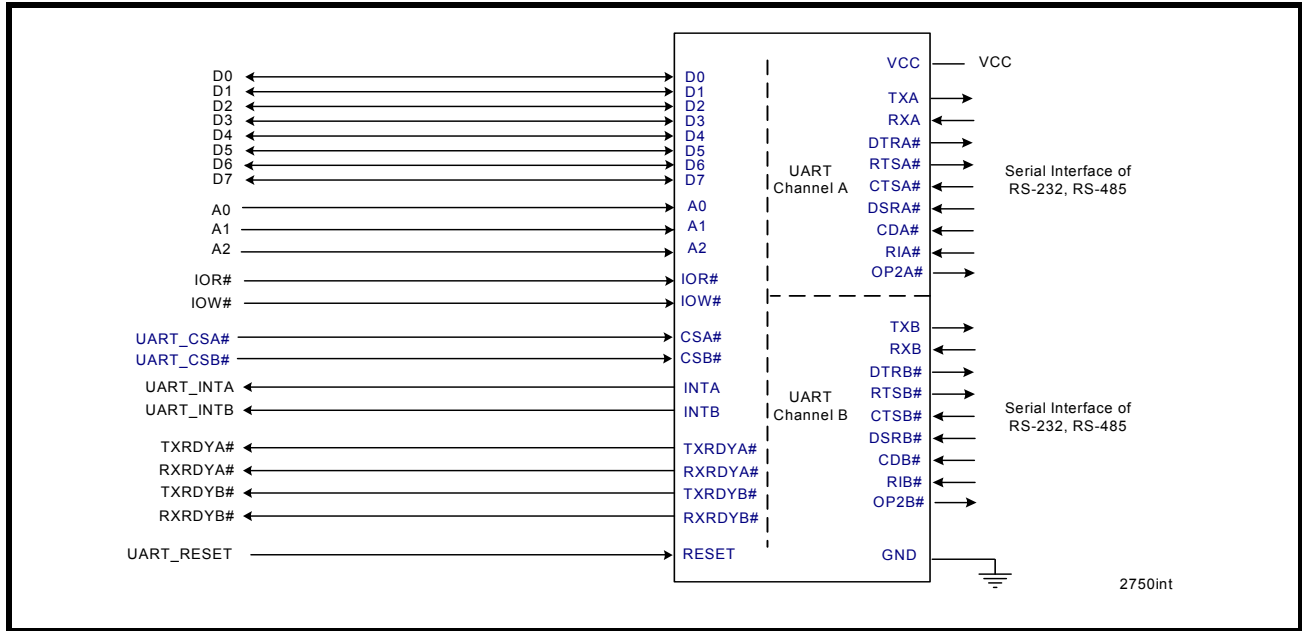 D0
D1
D2
D3
D4
D5
D6
D7
A0
A1
A2
IOR#
IOW#
UART_CSA#
UART_CSB#
UART_INTA
UART_INTB
TXRDYA#
RXRDYA#
TXRDYB#
RXRDYB#
UART_RESET
D0
D1
D2
D3
D4
D5
D6
D7
A0
A1
A2
IOR#
IOW#
CSA#
CSB#
INTA
INTB
TXRDYA#
RXRDYA#
TXRDYB#
RXRDYB#
RESET
UART
Channel A
UART
Channel B
VCC
TXA
RXA
DTRA#
RTSA#
CTSA#
DSRA#
CDA#
RIA#
OP2A#
TXB
RXB
DTRB#
RTSB#
CTSB#
DSRB#
CDB#
RIB#
OP2B#
GND
VCC
Serial Interface of
RS-232, RS-485
Serial Interface of
RS-232, RS-485
2750int